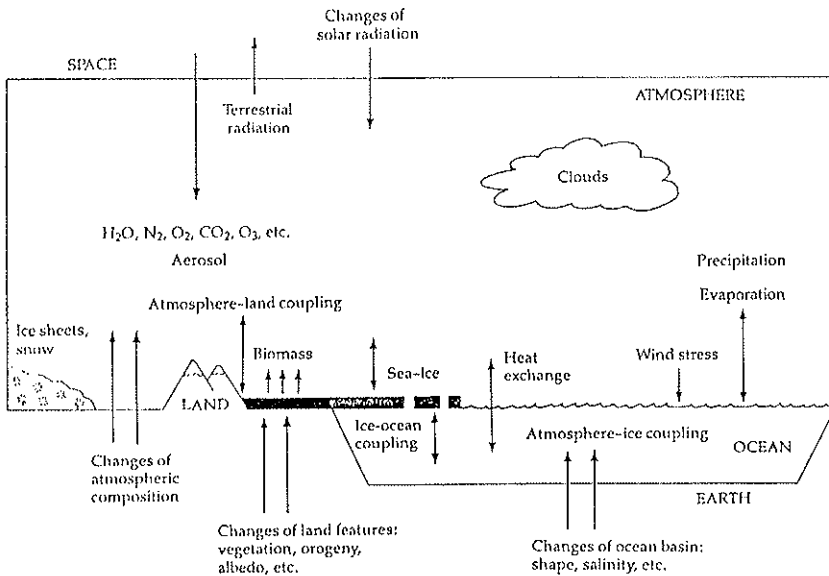 Changes of
solar radiation
SPACE
ATMOSPHERE
Terrestrial
radiation
Clouds
H₂O, N₂, O₂, CO₂, O₃, etc.
Aerosol
Precipitation
Evaporation
Atmosphere-land coupling
Ice sheets,
snow
Biomass
Sea-Ice
Heat
exchange
Wind stress
LAND
Ice-ocean
coupling
Atmosphere-ice coupling
OCEAN
Changes of
atmospheric
composition
EARTH
Changes of land features:
vegetation, orogeny,
albedo, etc.
Changes of ocean basin:
shape, salinity, etc.